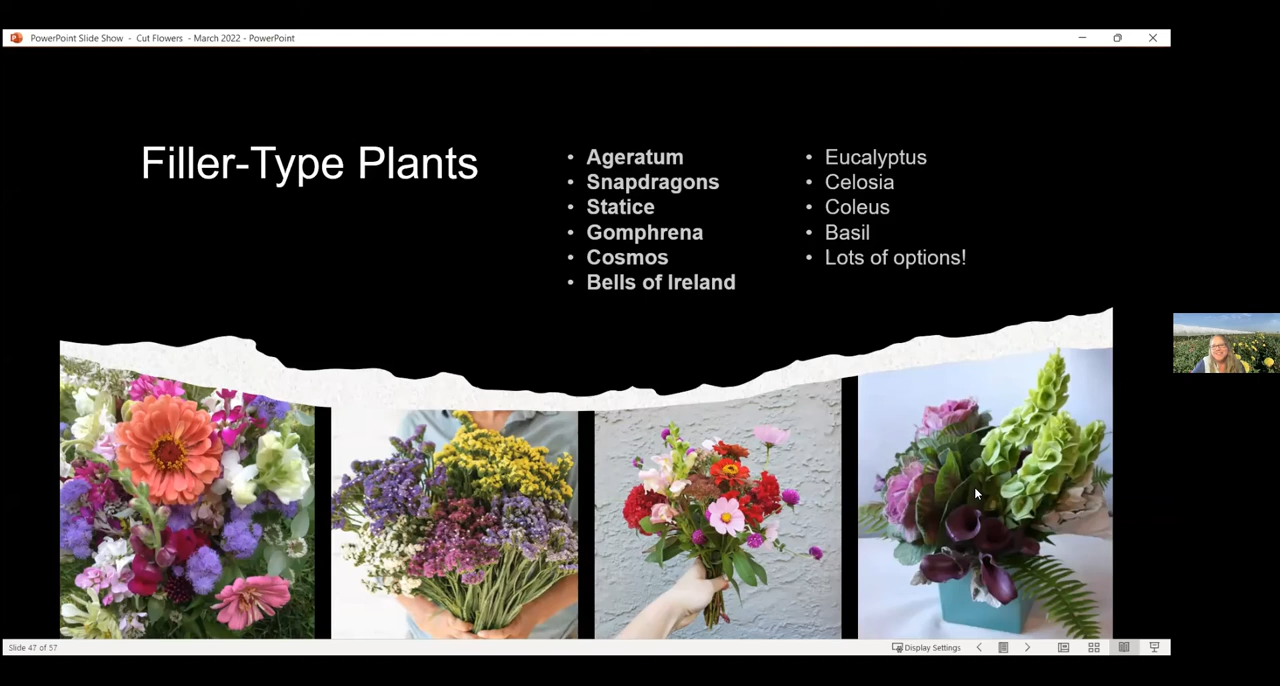 PowerPoint Slide Show - Cut Flowers - March 2022 - PowerPoint
Filler-Type Plants
• Ageratum
• Snapdragons
• Statice
• Gomphrena
• Cosmos
• Bells of Ireland
• Eucalyptus
• Celosia
• Coleus
• Basil
• Lots of options!
Slide 47 of 57
Display Settings